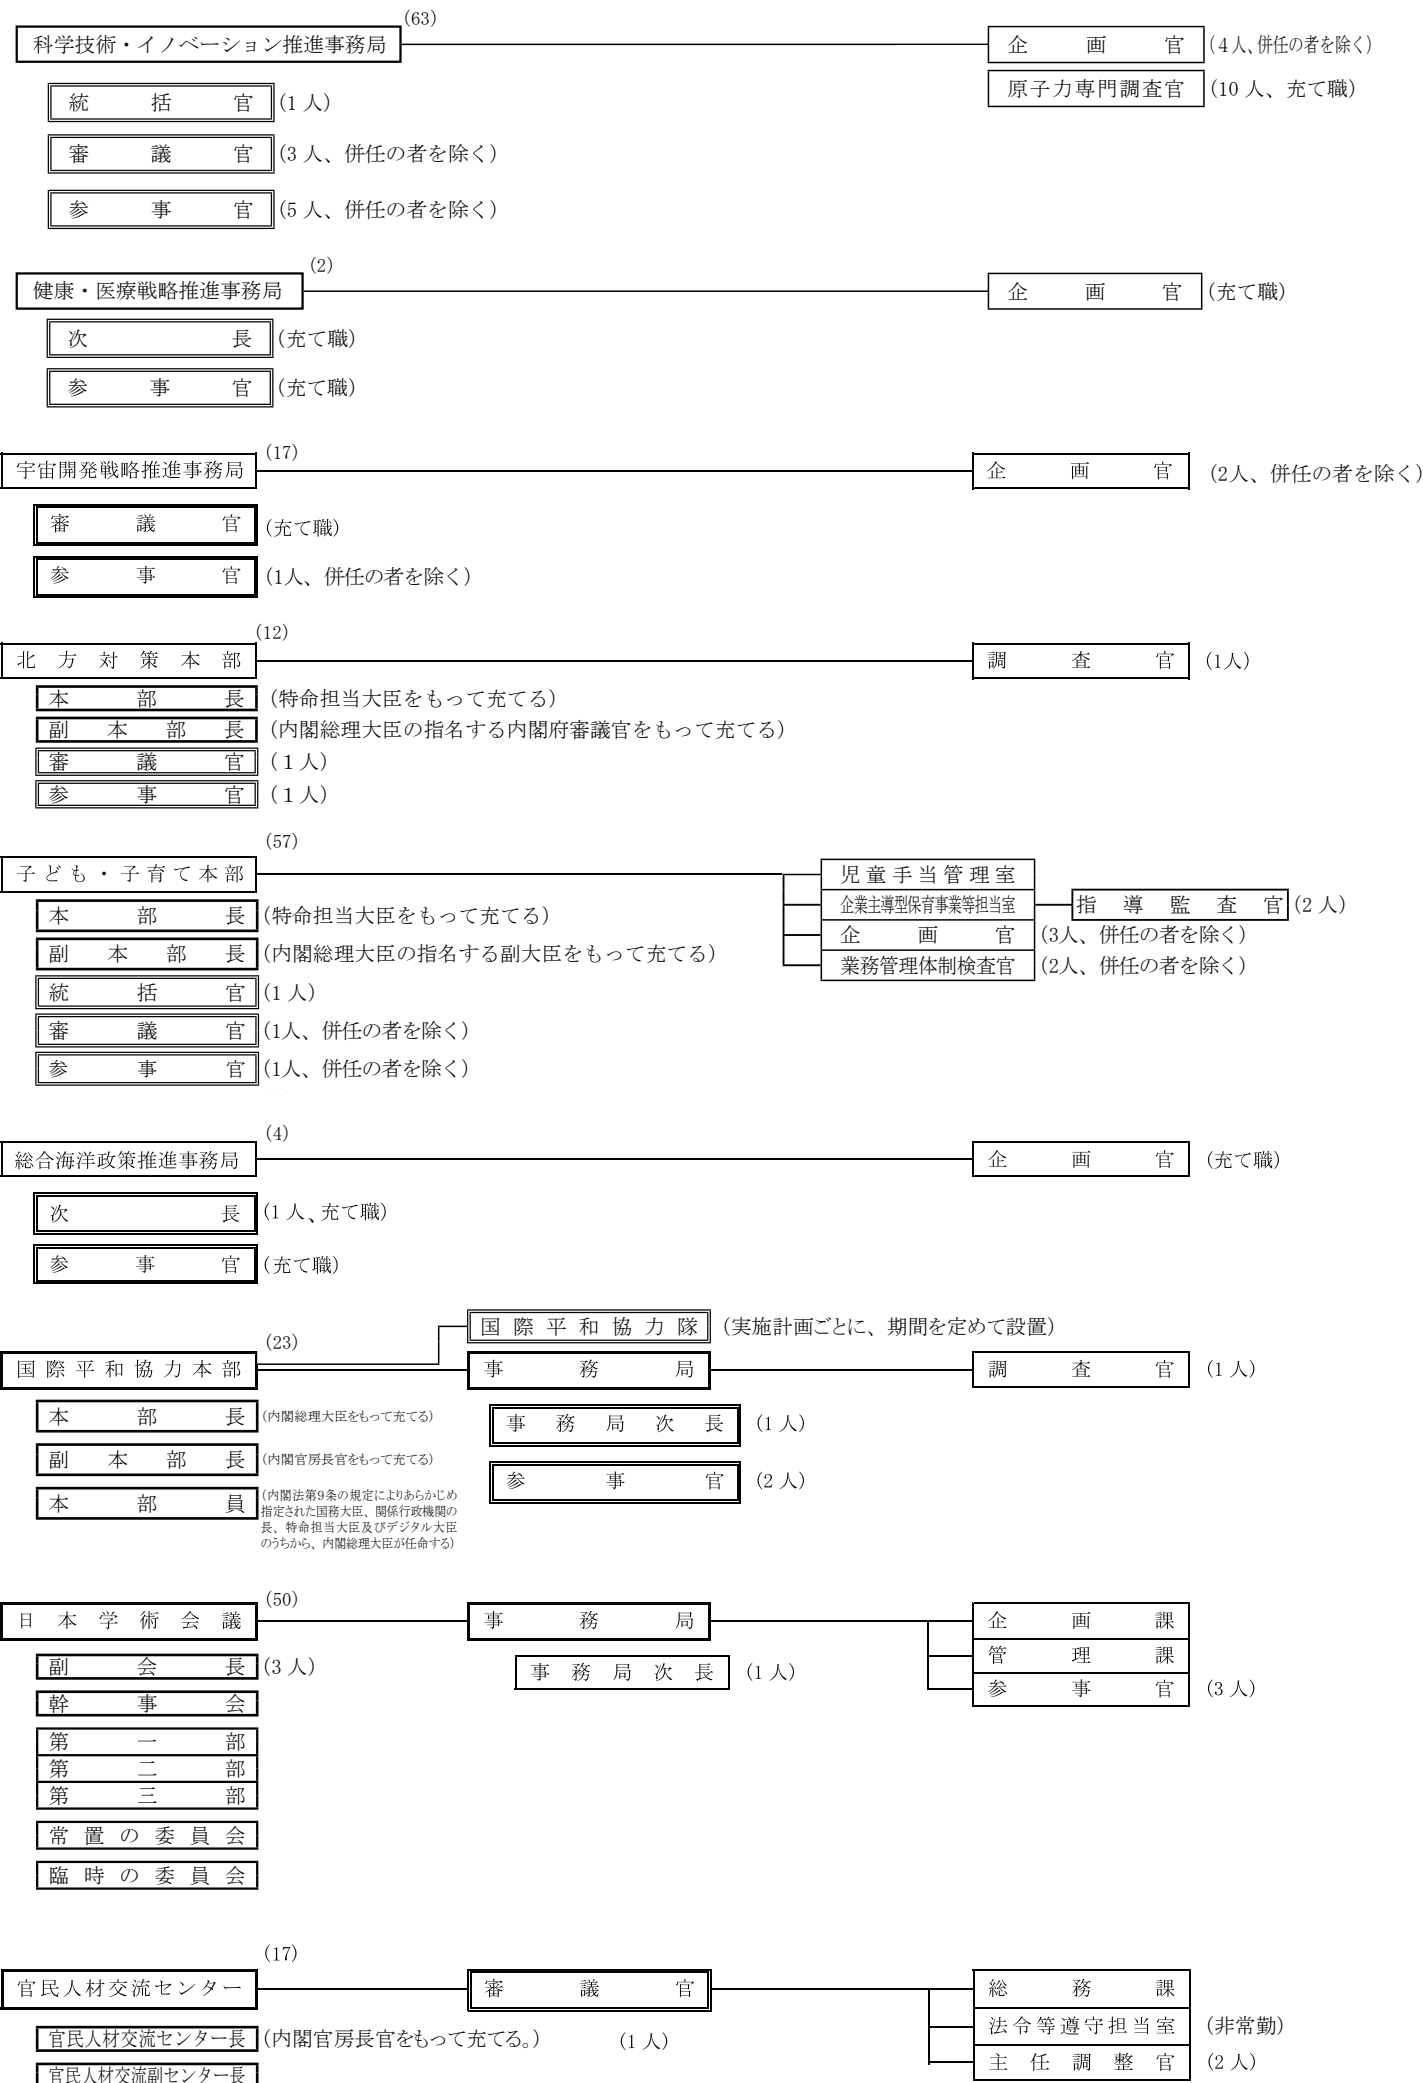 (63)
科学技術・イノベーション推進事務局 企画官 (4人、併任の者を除く)
原子力専門調査官 (10 人、充て職)
統括官 (1 人)
審議官 (3 人、併任の者を除く)
参事官 (5 人、併任の者を除く)
(2)
健康・医療戦略推進事務局 企画官 (充て職)
次長 (充て職)
参事官 (充て職)
(17)
宇宙開発戦略推進事務局 企画官 (2人、併任の者を除く)
審議官 (充て職)
参事官 (1人、併任の者を除く)
(12)
北方対策本部 調査官 (1人)
本部長 (特命担当大臣をもって充てる)
副本部長 (内閣総理大臣の指名する内閣府審議官をもって充てる)
審議官 (1人)
参事官 (1人)
(57)
子ども・子育て本部 児童手当管理室
企業主導型保育事業等担当室 指導監査官 (2 人)
本部長 (特命担当大臣をもって充てる)
企画官 (3人、併任の者を除く)
副本部長 (内閣総理大臣の指名する副大臣をもって充てる)
業務管理体制検査官 (2人、併任の者を除く)
統括官 (1 人)
審議官 (1人、併任の者を除く)
参事官 (1人、併任の者を除く)
(4)
総合海洋政策推進事務局 企画官 (充て職)
次長 (1 人、充て職)
参事官 (充て職)
国際平和協力隊 (実施計画ごとに、期間を定めて設置)
(23)
国際平和協力本部 事務局 調査官 (1 人)
本部長 (内閣総理大臣をもって充てる) 事務局次長 (1 人)
副本部長 (内閣官房長官をもって充てる)
参事官 (2 人)
本部員 (内閣法第9条の規定によりあらかじめ
指定された国務大臣、関係行政機関の
長、特命担当大臣及びデジタル大臣
のうちから、内閣総理大臣が任命する)
(50)
日本学術会議 事務局 企画課
管理課
副会長 (3 人) 事務局次長 (1 人)
参事官 (3 人)
幹事会
第一部
第二部
第三部
常置の委員会
臨時の委員会
(17)
官民人材交流センター 審議官 総務課
法令等遵守担当室 (非常勤)
官民人材交流センター長 (内閣官房長官をもって充てる。) (1 人)
主任調整官 (2 人)
官民人材交流副センター長